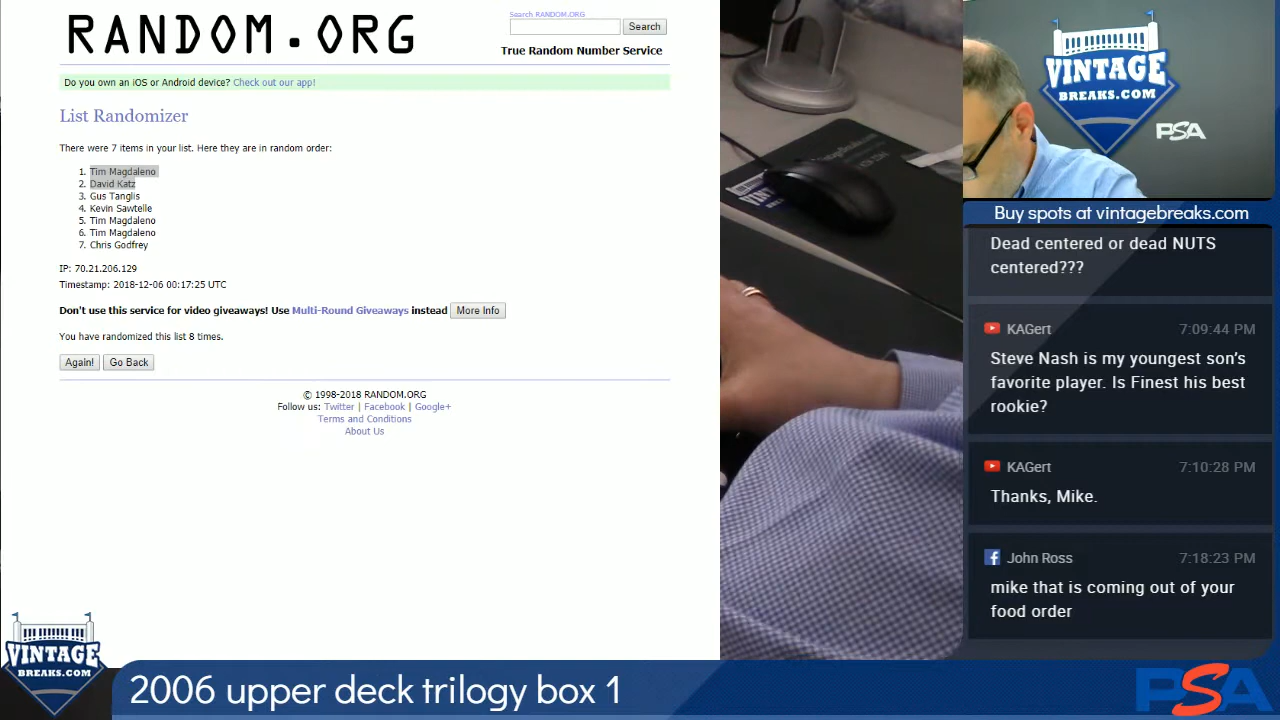 RANDOM.ORG
Search RANDOM.ORG
Search
True Random Number Service
Do you own an iOS or Android device? Check out our app!
List Randomizer
There were 7 items in your list. Here they are in random order:
1. Tim Magdaleno
2. David Katz
3. Gus Tanglis
4. Kevin Sawtelle
5. Tim Magdaleno
6. Tim Magdaleno
7. Chris Godfrey
IP: 70.21.206.129
Timestamp: 2018-12-06 00:17:25 UTC
Don't use this service for video giveaways! Use Multi-Round Giveaways instead More Info
You have randomized this list 8 times.
Again! Go Back
© 1998-2018 RANDOM.ORG
Follow us: Twitter | Facebook | Google+
Terms and Conditions
About Us
VINTAGE
BREAKS.COM
PSA
Buy spots at vintagebreaks.com
Dead centered or dead NUTS
centered???
KAGert 7:09:44 PM
Steve Nash is my youngest son's
favorite player. Is Finest his best
rookie?
KAGert 7:10:28 PM
Thanks, Mike.
John Ross 7:18:23 PM
mike that is coming out of your
food order
VINTAGE
BREAKS.COM
2006 upper deck trilogy box 1
PSA